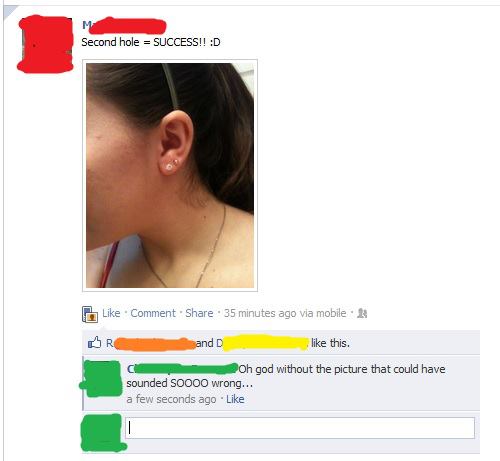 M
Second hole = SUCCESS!! :D
Like · Comment · Share · 35 minutes ago via mobile ·
R and D like this.
C Oh god without the picture that could have
sounded SOOOO wrong...
a few seconds ago · Like